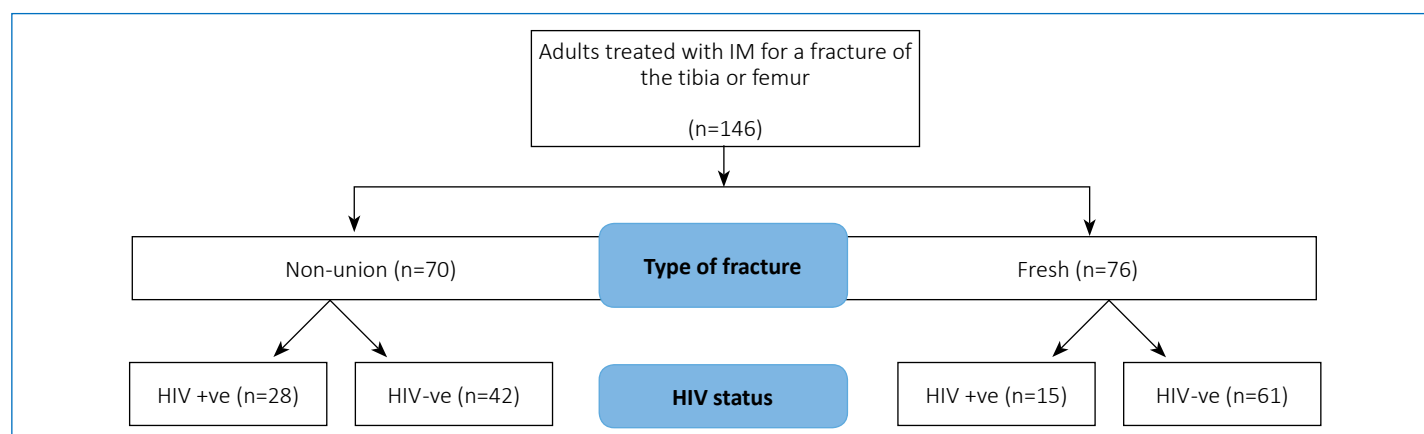 Adults treated with IM for a fracture of
the tibia or femur
(n=146)
Non-union (n=70)
Type of fracture
Fresh (n=76)
HIV +ve (n=28)
HIV-ve (n=42)
HIV status
HIV +ve (n=15)
HIV-ve (n=61)